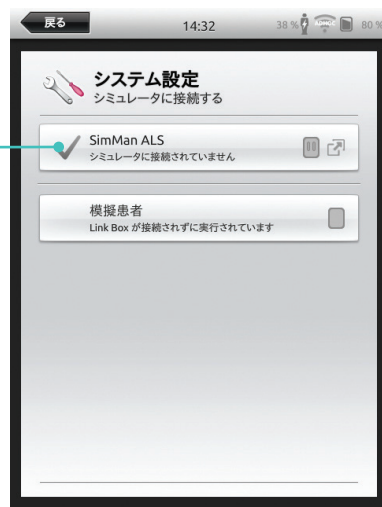 戻る
14:32
38 %
ADHOC
80 %
システム設定
シミュレータに接続する
SimMan ALS
シミュレータに接続されていません
模擬患者
Link Box が接続されずに実行されています